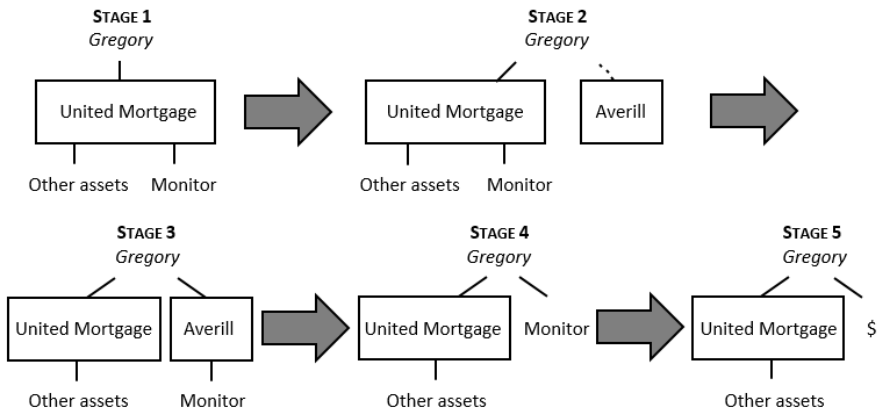 STAGE 1
Gregory
United Mortgage
Other assets Monitor
STAGE 2
Gregory
United Mortgage Averill
Other assets Monitor
STAGE 3
Gregory
United Mortgage Averill
Other assets Monitor
STAGE 4
Gregory
United Mortgage Monitor
Other assets
STAGE 5
Gregory
United Mortgage $
Other assets